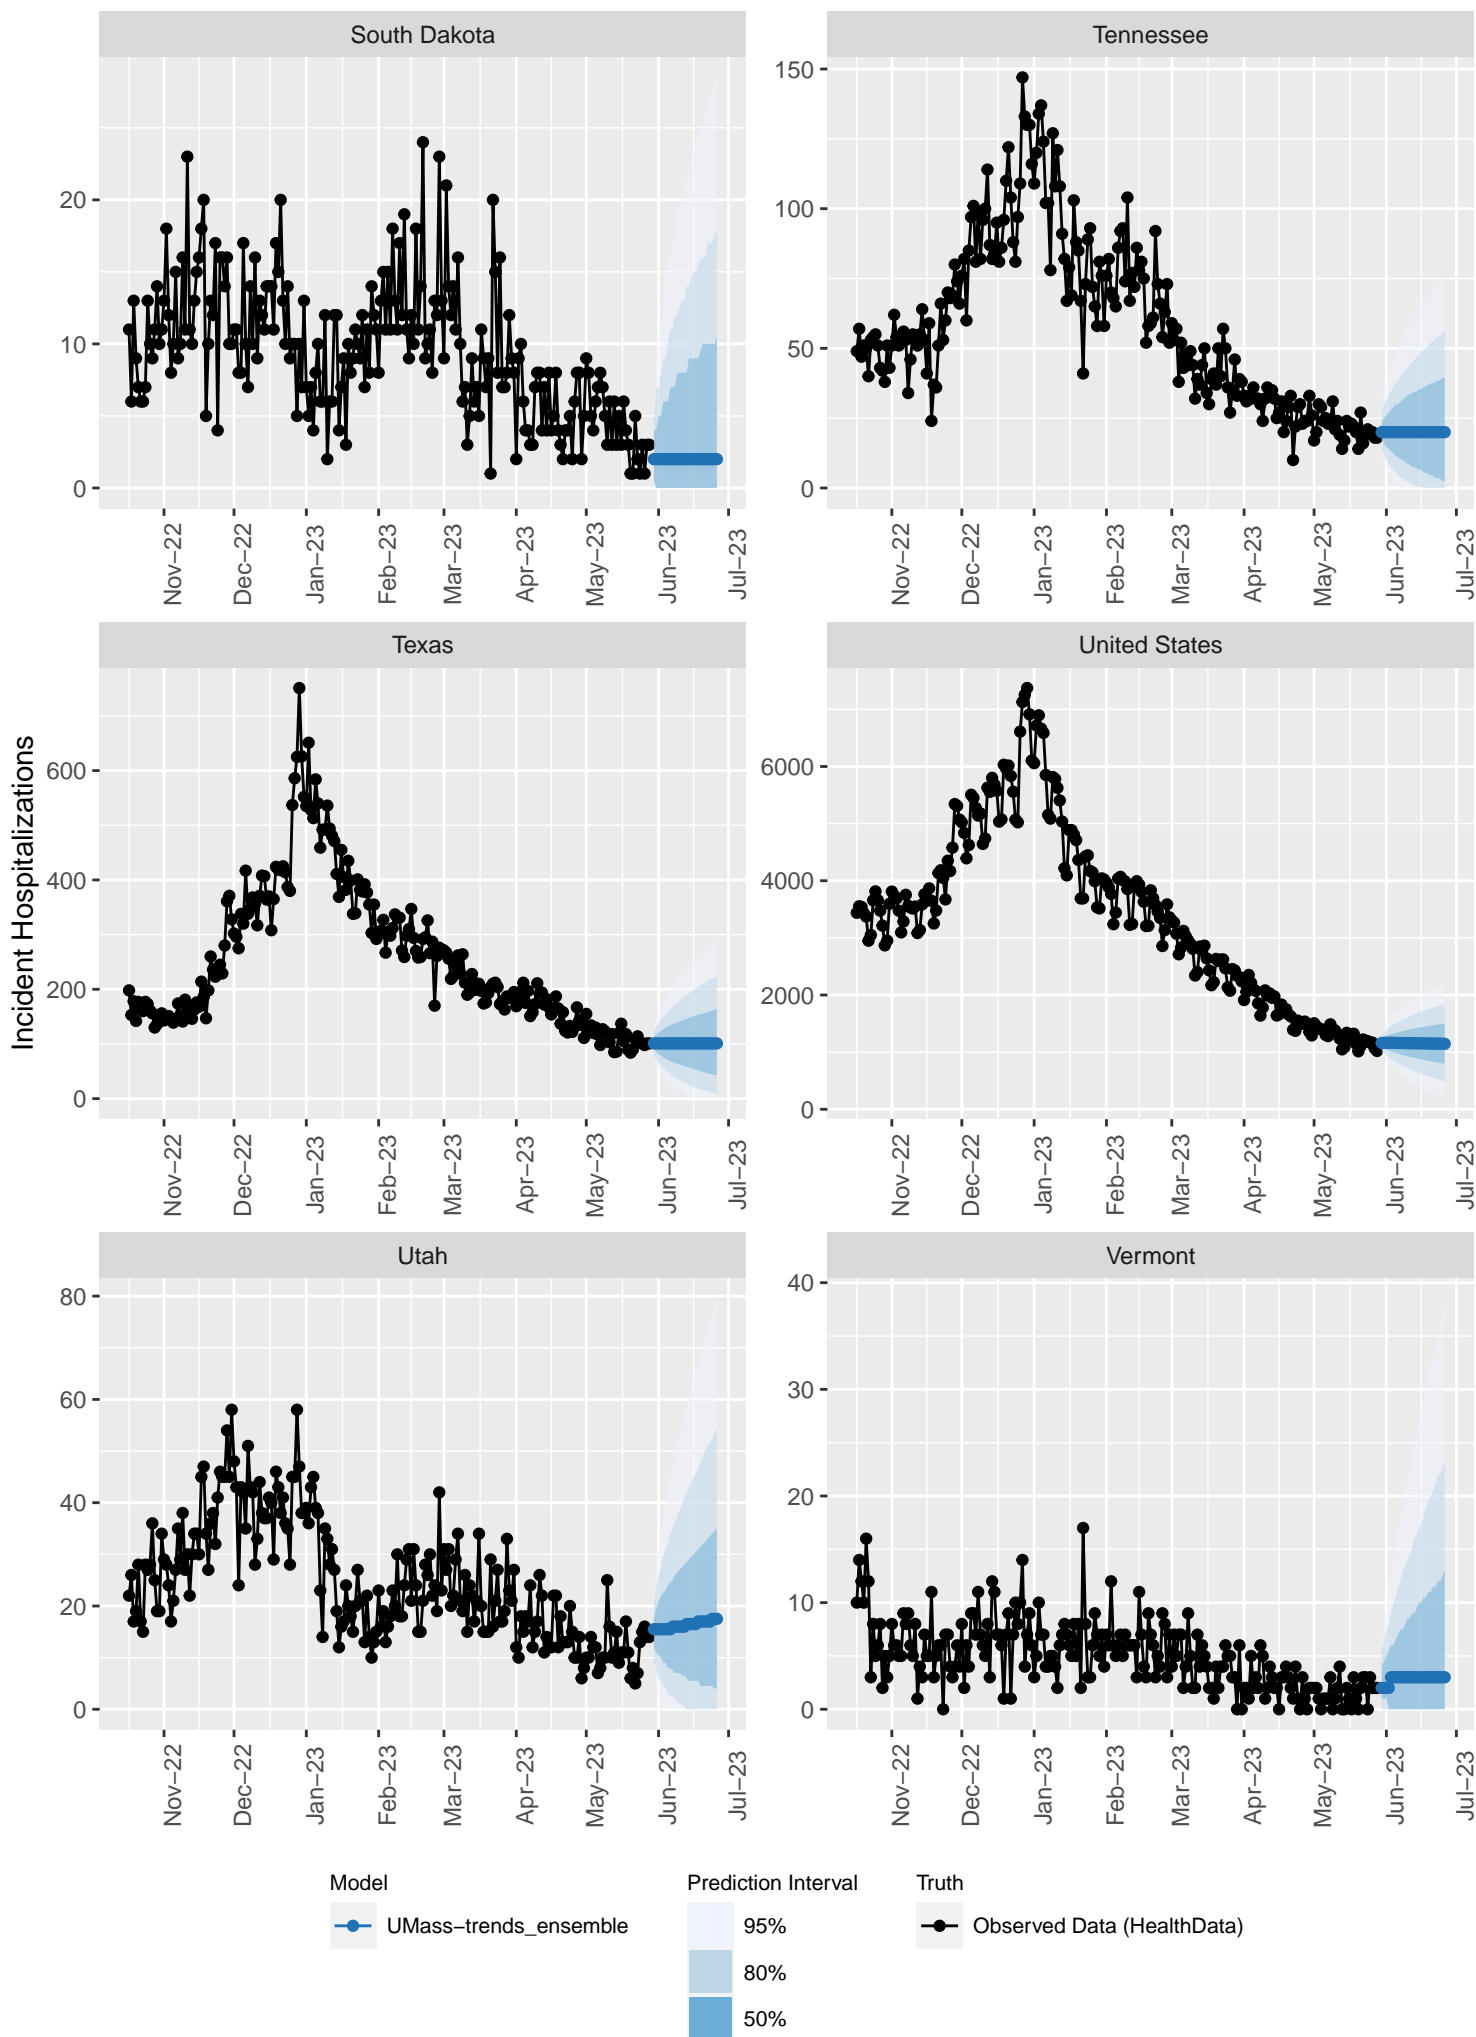 South Dakota
Tennessee
20
10
0
150
100
50
0
Nov−22
Dec−22
Jan−23
Feb−23
Mar−23
Apr−23
May−23
Jun−23
Jul−23
Nov−22
Dec−22
Jan−23
Feb−23
Mar−23
Apr−23
May−23
Jun−23
Jul−23
Incident Hospitalizations
Texas
United States
600
400
200
0
6000
4000
2000
0
Nov−22
Dec−22
Jan−23
Feb−23
Mar−23
Apr−23
May−23
Jun−23
Jul−23
Nov−22
Dec−22
Jan−23
Feb−23
Mar−23
Apr−23
May−23
Jun−23
Jul−23
Utah
Vermont
80
60
40
20
0
40
30
20
10
0
Nov−22
Dec−22
Jan−23
Feb−23
Mar−23
Apr−23
May−23
Jun−23
Jul−23
Nov−22
Dec−22
Jan−23
Feb−23
Mar−23
Apr−23
May−23
Jun−23
Jul−23
Model
UMass−trends_ensemble
Prediction Interval
95%
80%
50%
Truth
Observed Data (HealthData)